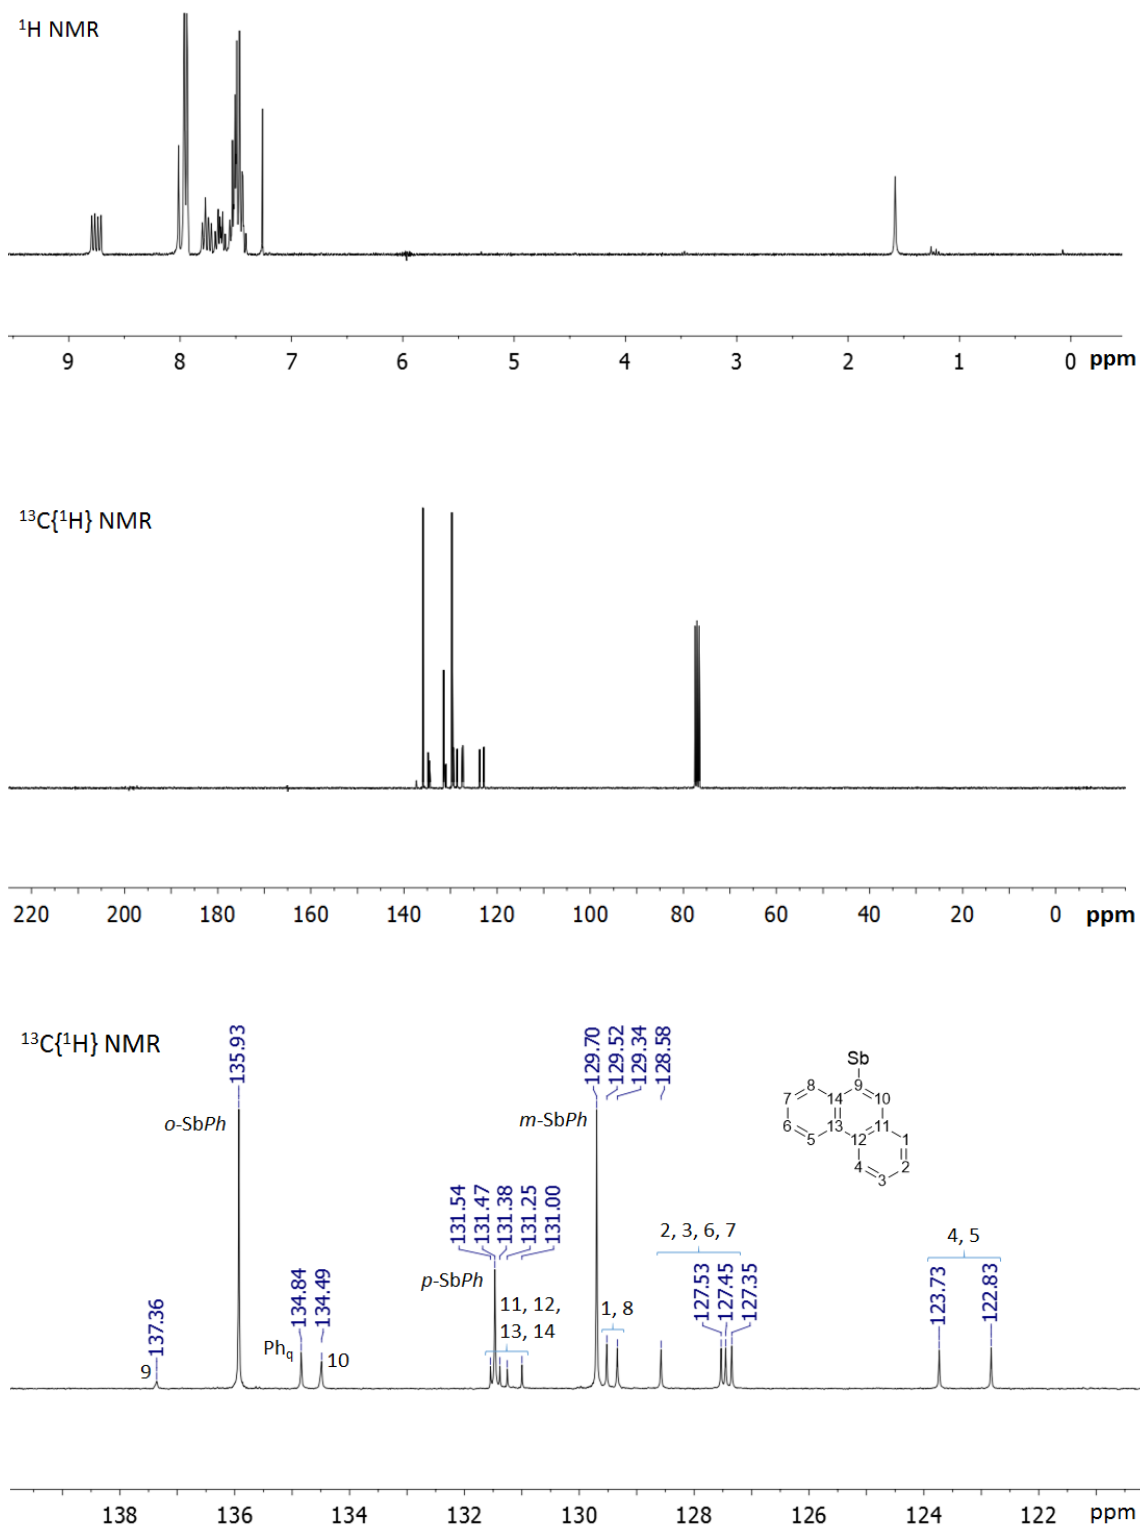 ¹H NMR
9 8 7 6 5 4 3 2 1 0 ppm
¹³C{¹H} NMR
220 200 180 160 140 120 100 80 60 40 20 0 ppm
¹³C{¹H} NMR
137.36
135.93
134.84
134.49
131.54
131.47
131.38
131.25
131.00
129.70
129.52
129.34
128.58
127.53
127.45
127.35
123.73
122.83
9
o-SbPh
Phq
10
p-SbPh
11, 12,
13, 14
m-SbPh
1, 8
2, 3, 6, 7
4, 5
Sb
8 9 10
7 14 11
6 13 12 1
5 4 3 2
138 136 134 132 130 128 126 124 122 ppm